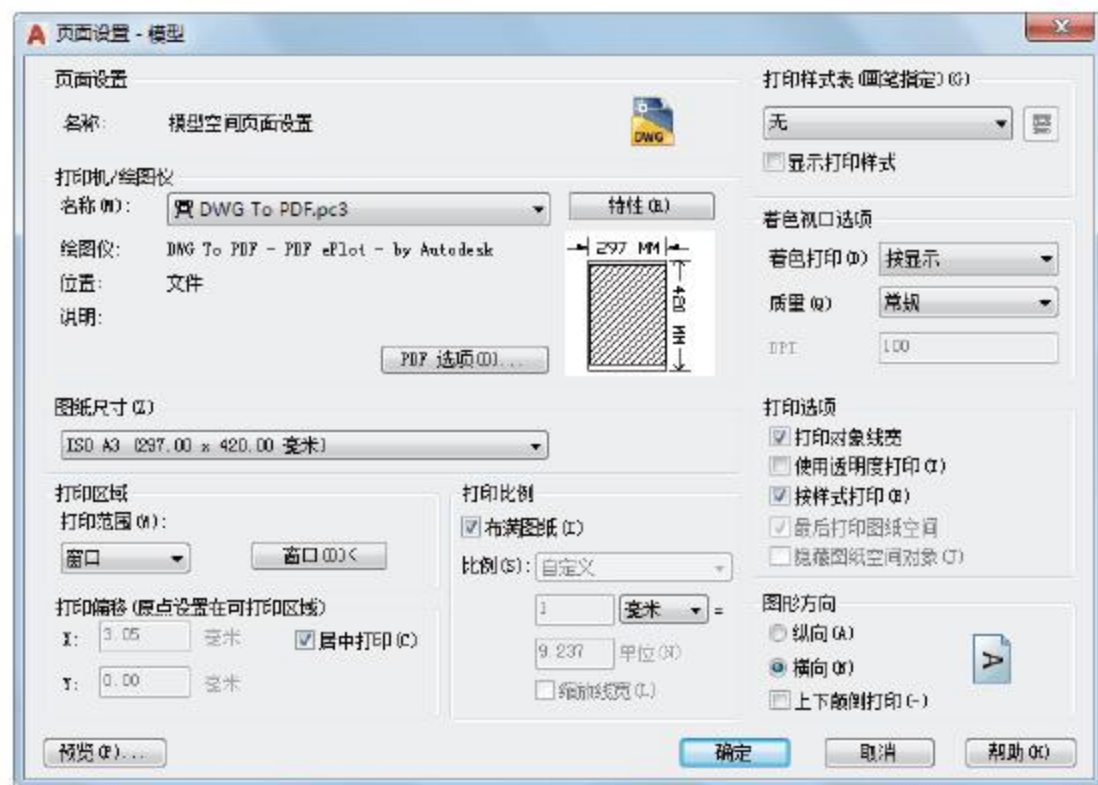 页面设置 - 模型
页面设置
名称: 模型空间页面设置
DWG
打印机/绘图仪
名称(M): DWG To PDF.pc3 特性(R)
绘图仪: DWG To PDF - PDF ePlot - by Autodesk
位置: 文件
说明:
PDF 选项(O)...
297 MM
420 MM
图纸尺寸(Z)
ISO A3 (297.00 x 420.00 毫米)
打印区域
打印范围(W):
窗口 窗口(O)<
打印偏移(原点设置在可打印区域)
X: 3.05 毫米 居中打印(C)
Y: 0.00 毫米
打印比例
布满图纸(I)
比例(S): 自定义
1 毫米 =
9.237 单位(N)
缩放线宽(L)
打印样式表(画笔指定)(G)
无
显示打印样式
着色视口选项
着色打印(D) 按显示
质量(Q) 常规
DPI 100
打印选项
打印对象线宽
使用透明度打印(T)
按样式打印(E)
最后打印图纸空间
隐藏图纸空间对象(J)
图形方向
纵向(A)
横向(N)
上下颠倒打印(-)
A
预览(P)... 确定 取消 帮助(H)